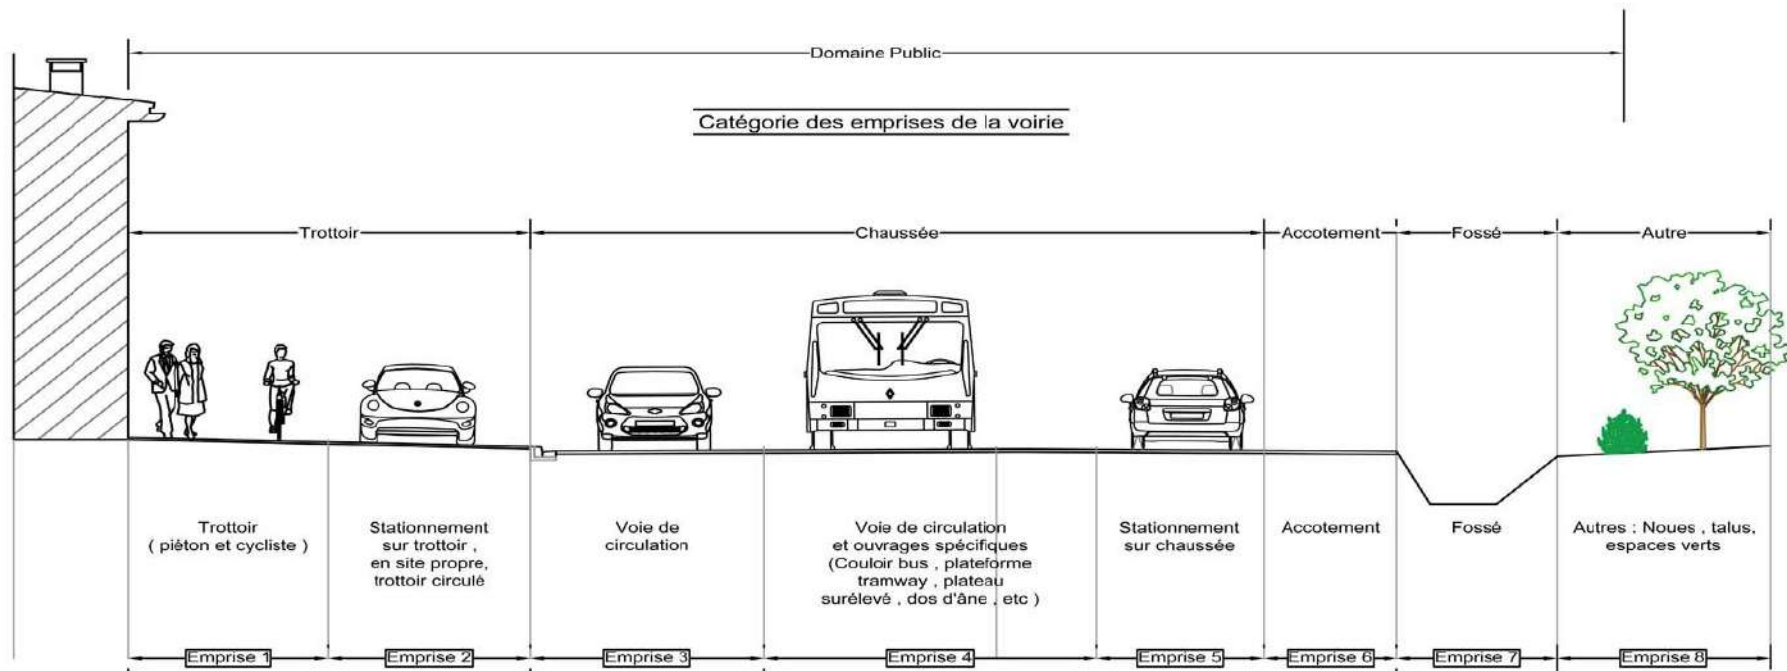 Domaine Public
Catégorie des emprises de la voirie
Trottoir
Chaussée
Accotement
Fossé
Autre
Trottoir
( piéton et cycliste )
Stationnement
sur trottoir ,
en site propre,
trottoir circulé
Voie de
circulation
Voie de circulation
et ouvrages spécifiques
(Couloir bus , plateforme
tramway , plateau
surélevé , dos d'âne , etc )
Stationnement
sur chaussée
Accotement
Fossé
Autres : Noues , talus,
espaces verts
Emprise 1
Emprise 2
Emprise 3
Emprise 4
Emprise 5
Emprise 6
Emprise 7
Emprise 8